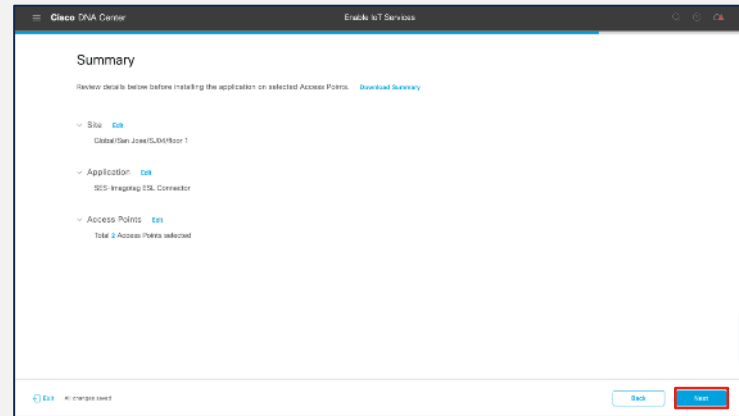 Cisco DNA Center
Enable IoT Services
Summary
Review details below before installing the application on selected Access Points. Download Summary
Site Edit
Global/San Jose/SJ04/floor 1
Application Edit
SES-Imagotag ESL Connector
Access Points Edit
Total 2 Access Points selected
Exit All changes saved
Back
Next